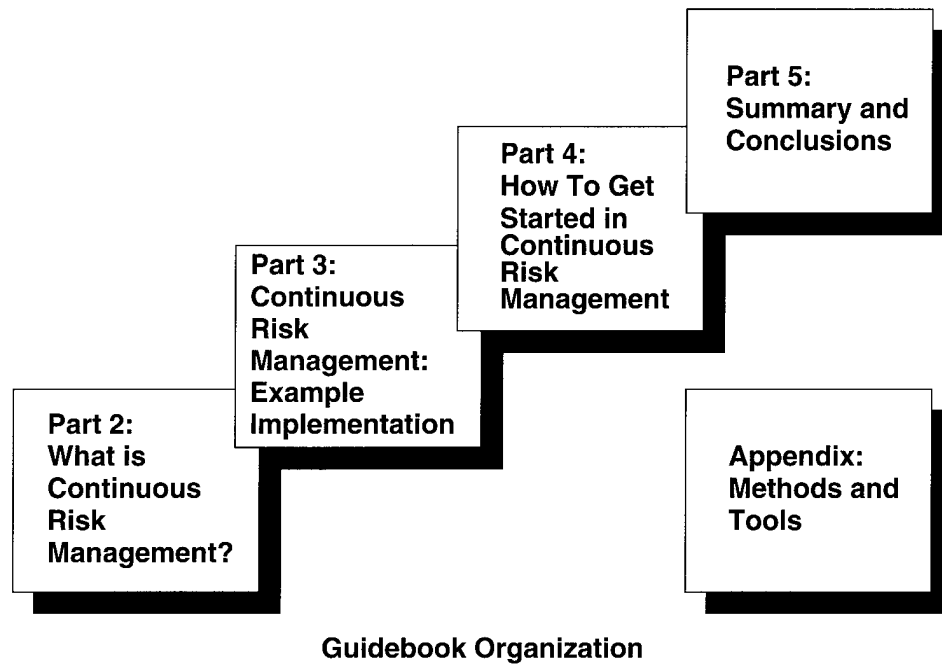 Part 2:
What is
Continuous
Risk
Management?
Part 3:
Continuous
Risk
Management:
Example
Implementation
Part 4:
How To Get
Started in
Continuous
Risk
Management
Part 5:
Summary and
Conclusions
Appendix:
Methods and
Tools
Guidebook Organization